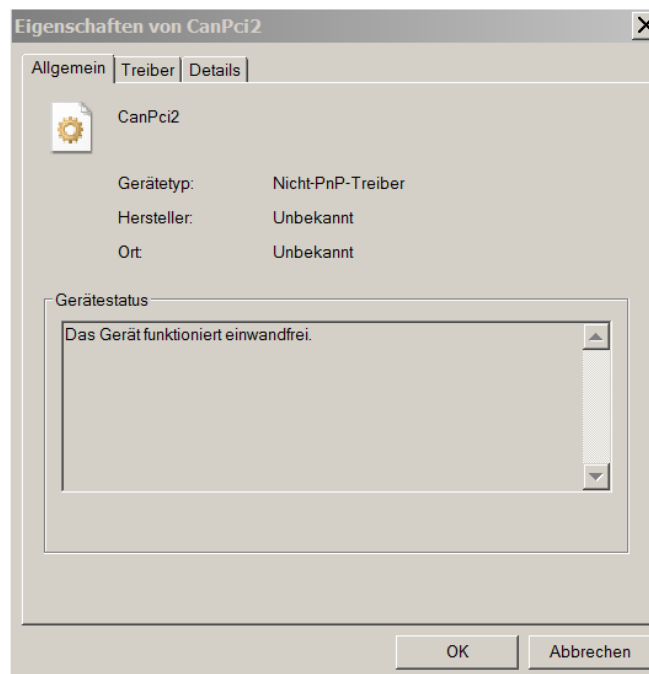 Eigenschaften von CanPci2
Allgemein Treiber Details
CanPci2
Gerätetyp: Nicht-PnP-Treiber
Hersteller: Unbekannt
Ort: Unbekannt
Gerätestatus
Das Gerät funktioniert einwandfrei.
OK Abbrechen